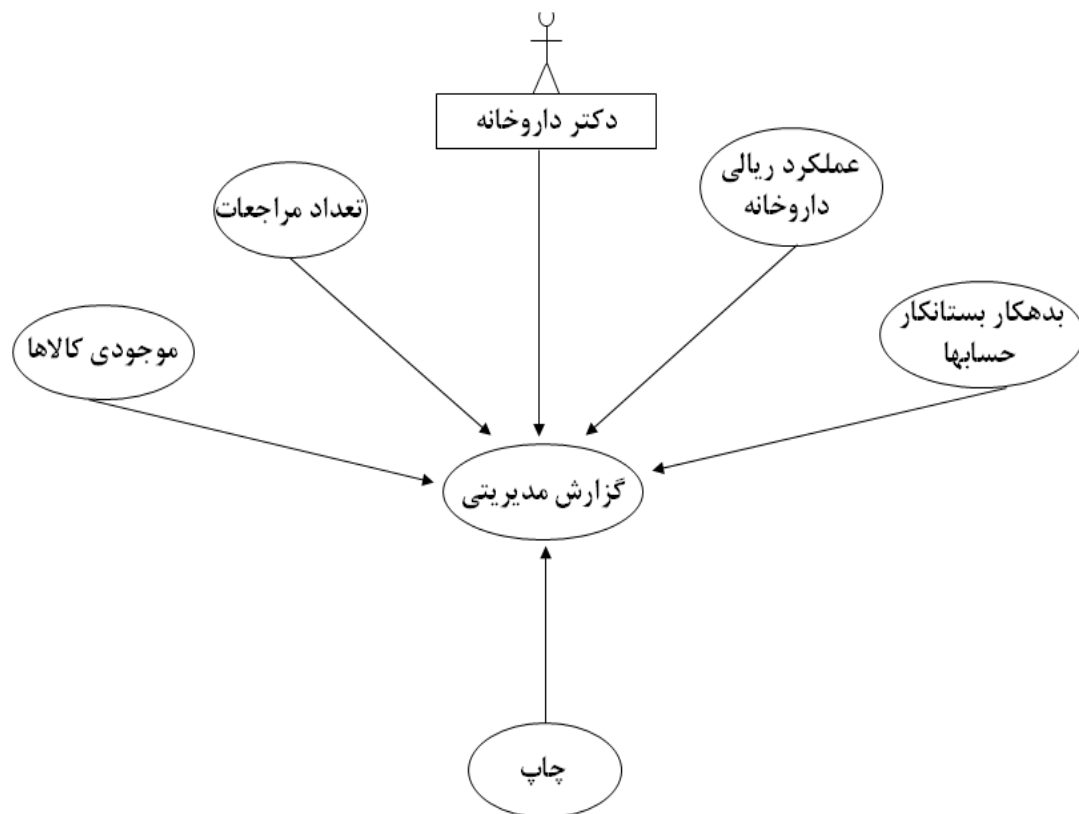 دکتر داروخانه
عملکرد ریالی
داروخانه
تعداد مراجعات
بدهکار بستانکار
حسابها
موجودی کالاها
گزارش مدیریتی
چاپ